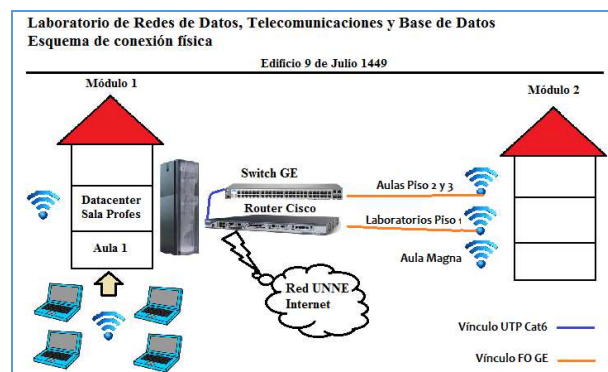 Laboratorio de Redes de Datos, Telecomunicaciones y Base de Datos
Esquema de conexión física
Edificio 9 de Julio 1449
Módulo 1
Módulo 2
Switch GE
Aulas Piso 2 y 3
Datacenter
Sala Profes
Router Cisco
Laboratorios Piso 1
Aula 1
Aula Magna
Red UNNE
Internet
Vínculo UTP Cat6
Vínculo FO GE